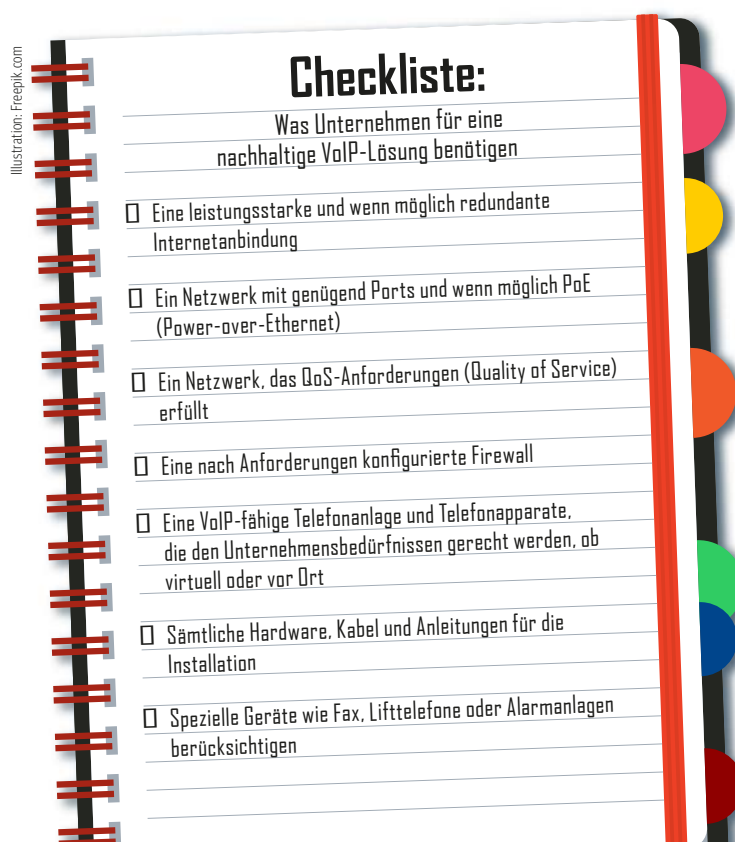 Illustration: Freepik.com
Checkliste:
Was Unternehmen für eine
nachhaltige VoIP-Lösung benötigen
Eine leistungsstarke und wenn möglich redundante
Internetanbindung
Ein Netzwerk mit genügend Ports und wenn möglich PoE
(Power-over-Ethernet)
Ein Netzwerk, das QoS-Anforderungen (Quality of Service)
erfüllt
Eine nach Anforderungen konfigurierte Firewall
Eine VoIP-fähige Telefonanlage und Telefonapparate,
die den Unternehmensbedürfnissen gerecht werden, ob
virtuell oder vor Ort
Sämtliche Hardware, Kabel und Anleitungen für die
Installation
Spezielle Geräte wie Fax, Lifttelefone oder Alarmanlagen
berücksichtigen